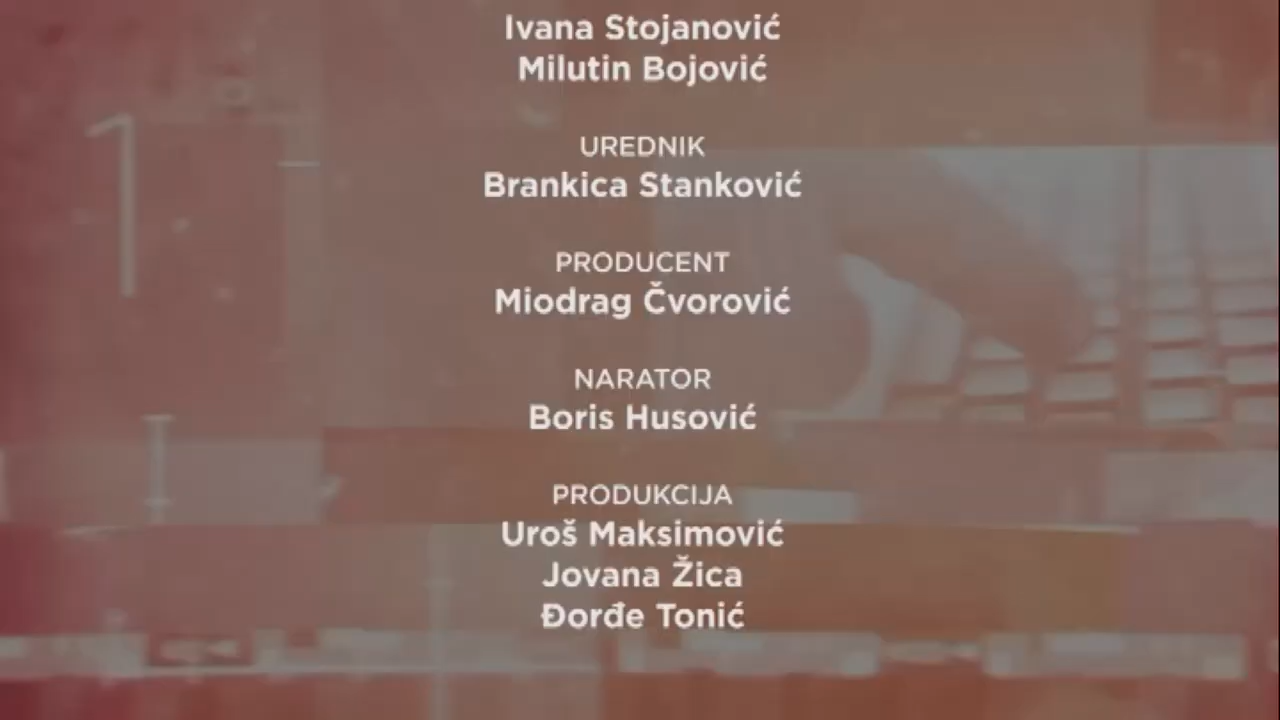 Ivana Stojanović
Milutin Bojović
UREDNIK
Brankica Stanković
PRODUCENT
Miodrag Čvorović
NARATOR
Boris Husović
PRODUKCIJA
Uroš Maksimović
Jovana Žica
Đorđe Tonić